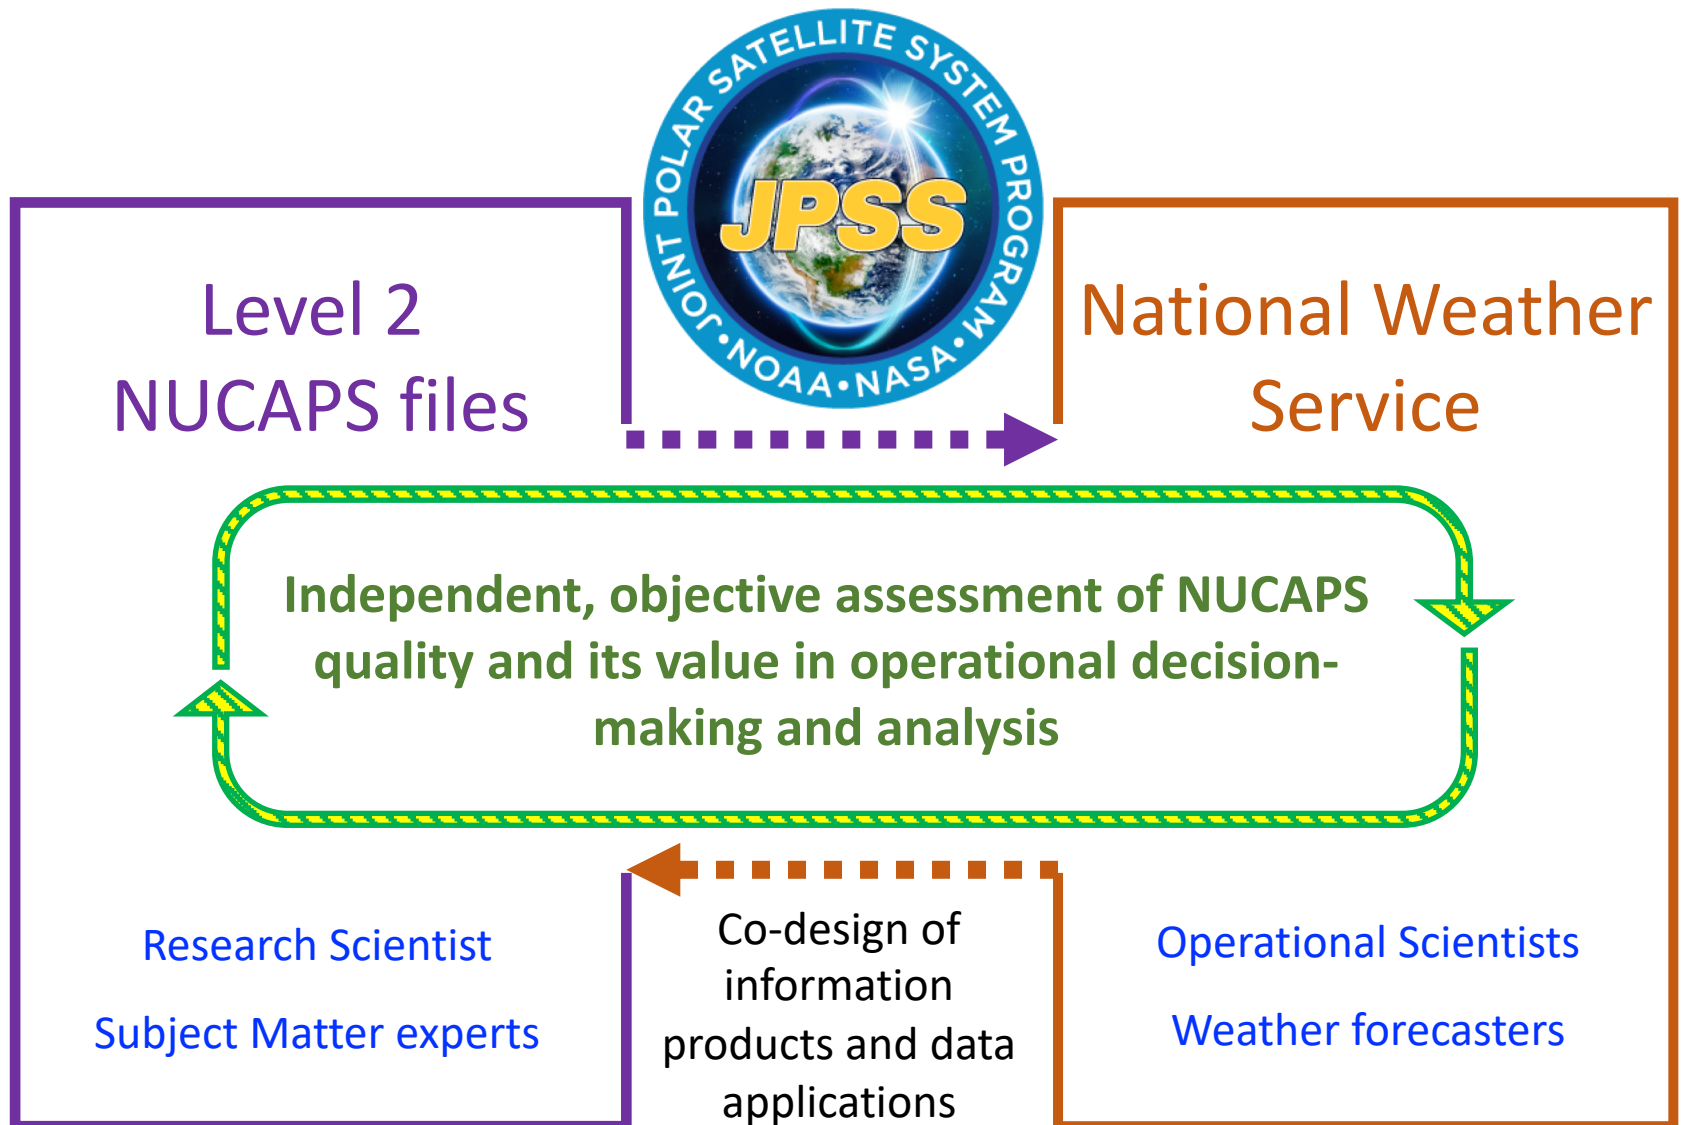 JOINT POLAR SATELLITE SYSTEM PROGRAM
JPSS
•NOAA•NASA•
Level 2
NUCAPS files
National Weather
Service
Independent, objective assessment of NUCAPS
quality and its value in operational decision-
making and analysis
Research Scientist
Subject Matter experts
Co-design of
information
products and data
applications
Operational Scientists
Weather forecasters